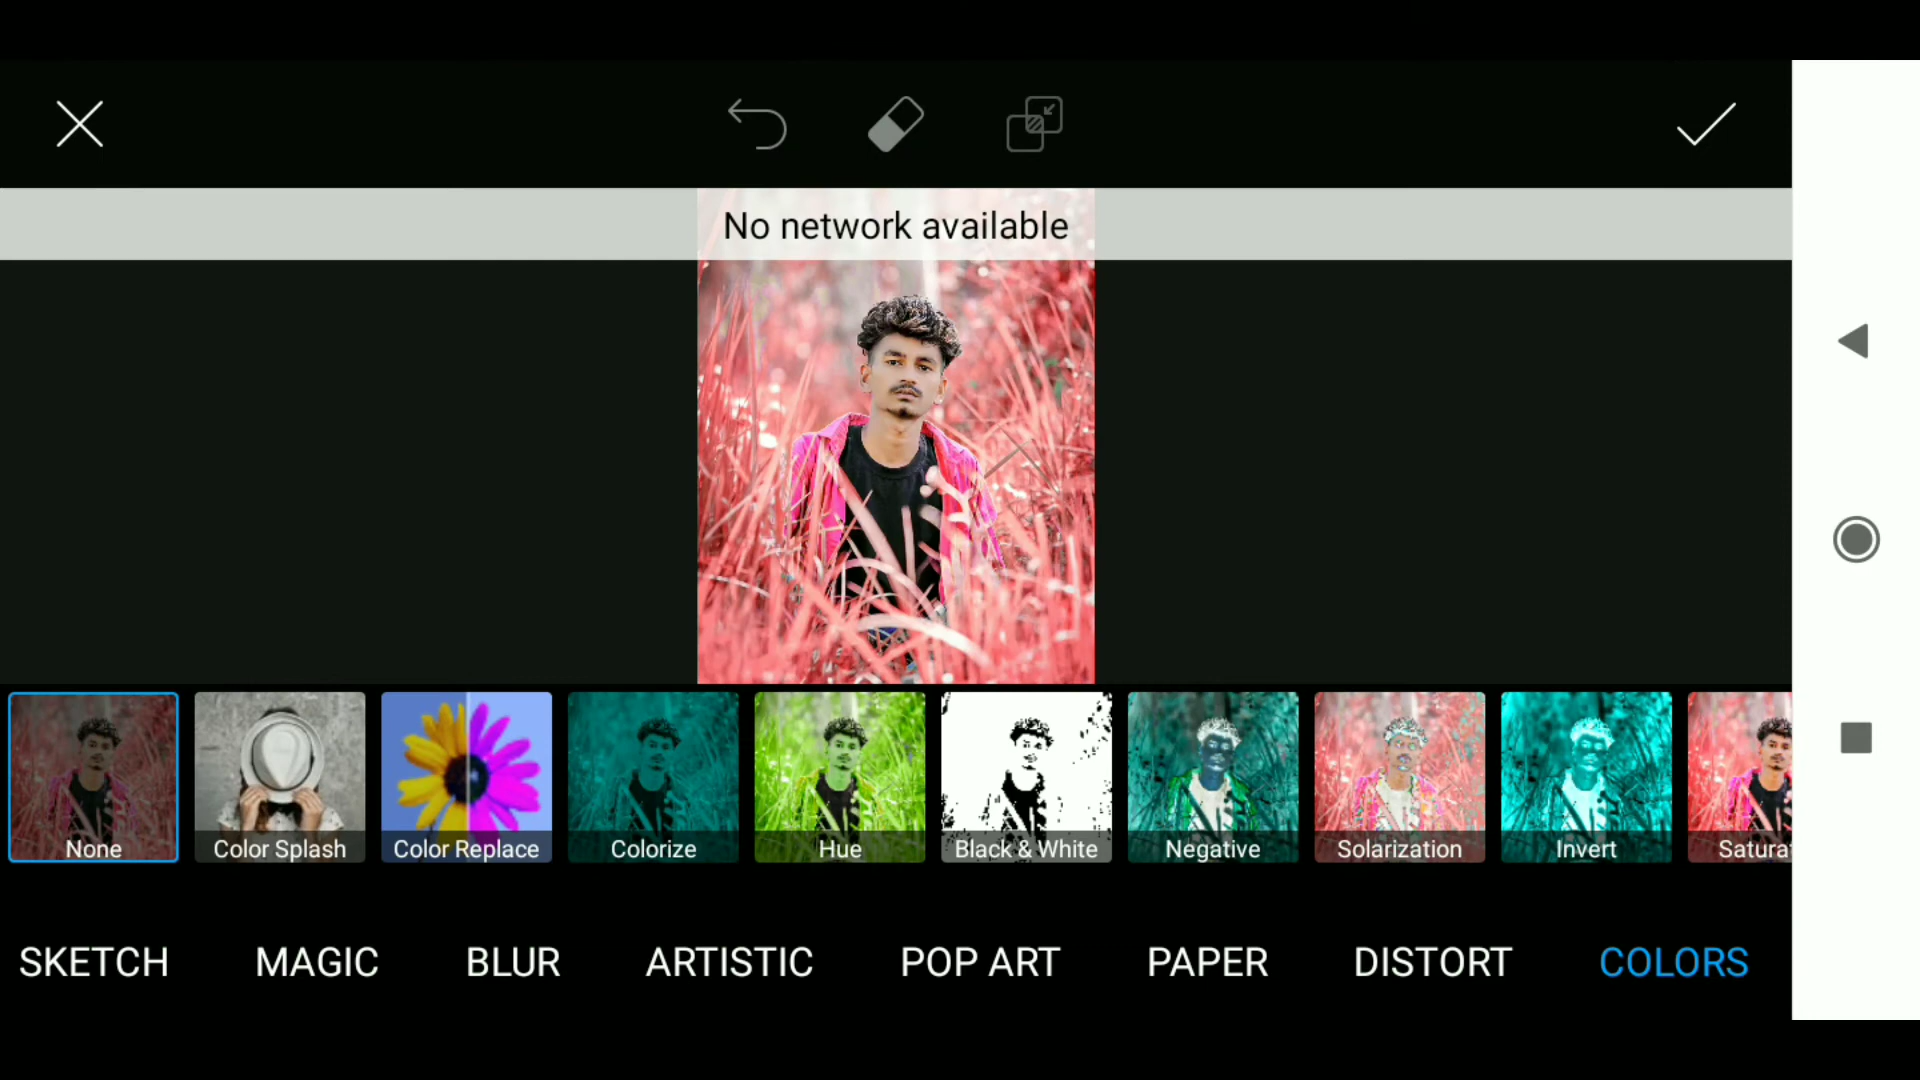 No network available
None
Color Splash
Color Replace
Colorize
Hue
Black & White
Negative
Solarization
Invert
Satura
SKETCH
MAGIC
BLUR
ARTISTIC
POP ART
PAPER
DISTORT
COLORS